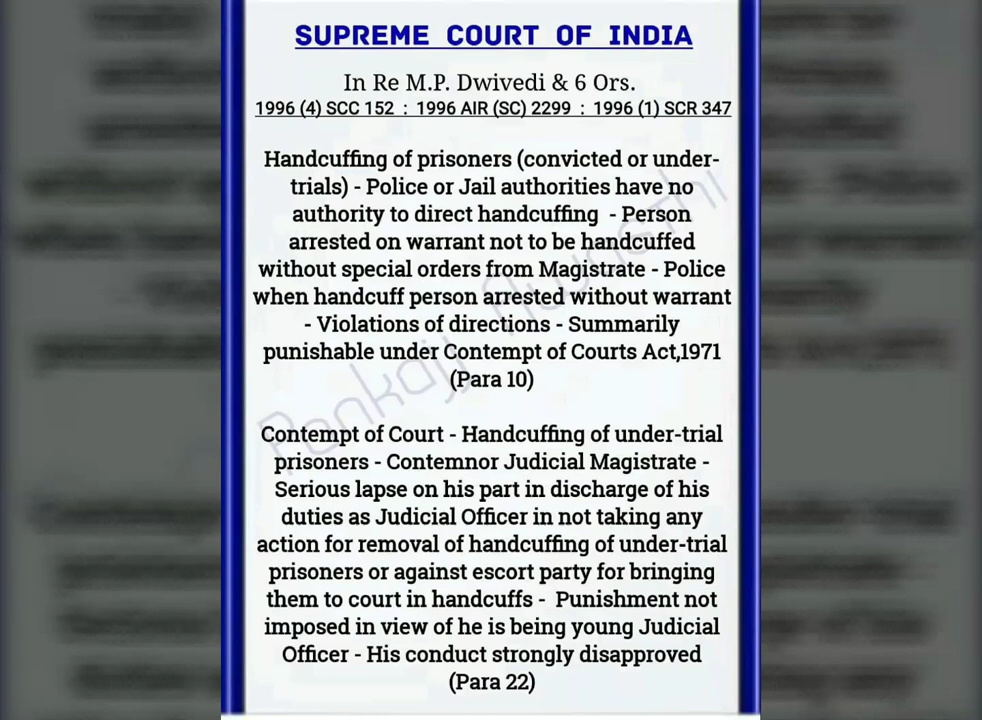 SUPREME COURT OF INDIA
In Re M.P. Dwivedi & 6 Ors.
1996 (4) SCC 152 : 1996 AIR (SC) 2299 : 1996 (1) SCR 347
Handcuffing of prisoners (convicted or under-
trials) - Police or Jail authorities have no
authority to direct handcuffing - Person
arrested on warrant not to be handcuffed
without special orders from Magistrate - Police
when handcuff person arrested without warrant
- Violations of directions - Summarily
punishable under Contempt of Courts Act,1971
(Para 10)
Contempt of Court - Handcuffing of under-trial
prisoners - Contemnor Judicial Magistrate -
Serious lapse on his part in discharge of his
duties as Judicial Officer in not taking any
action for removal of handcuffing of under-trial
prisoners or against escort party for bringing
them to court in handcuffs - Punishment not
imposed in view of he is being young Judicial
Officer - His conduct strongly disapproved
(Para 22)